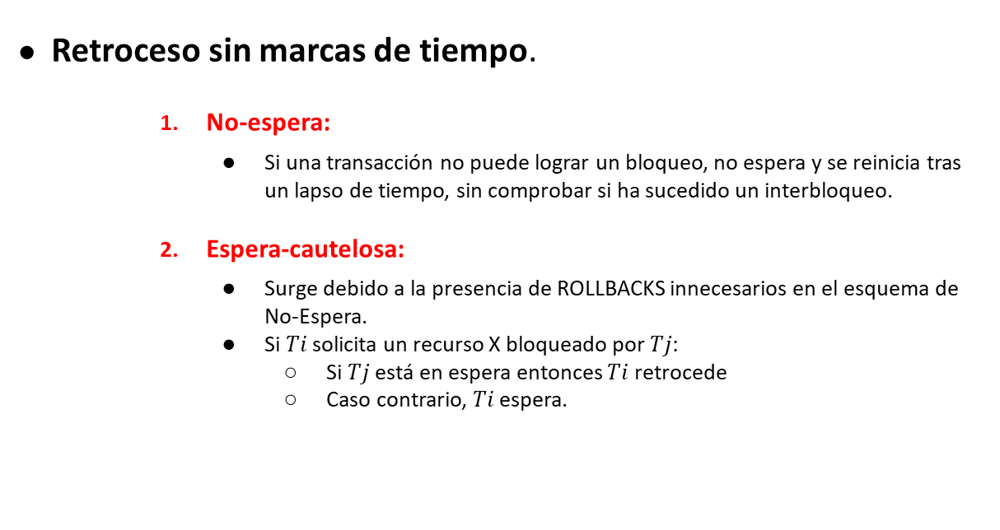 ● Retroceso sin marcas de tiempo.
1. No-espera:
● Si una transacción no puede lograr un bloqueo, no espera y se reinicia tras
un lapso de tiempo, sin comprobar si ha sucedido un interbloqueo.
2. Espera-cautelosa:
● Surge debido a la presencia de ROLLBACKS innecesarios en el esquema de
No-Espera.
● Si Ti solicita un recurso X bloqueado por Tj:
○ Si Tj está en espera entonces Ti retrocede
○ Caso contrario, Ti espera.